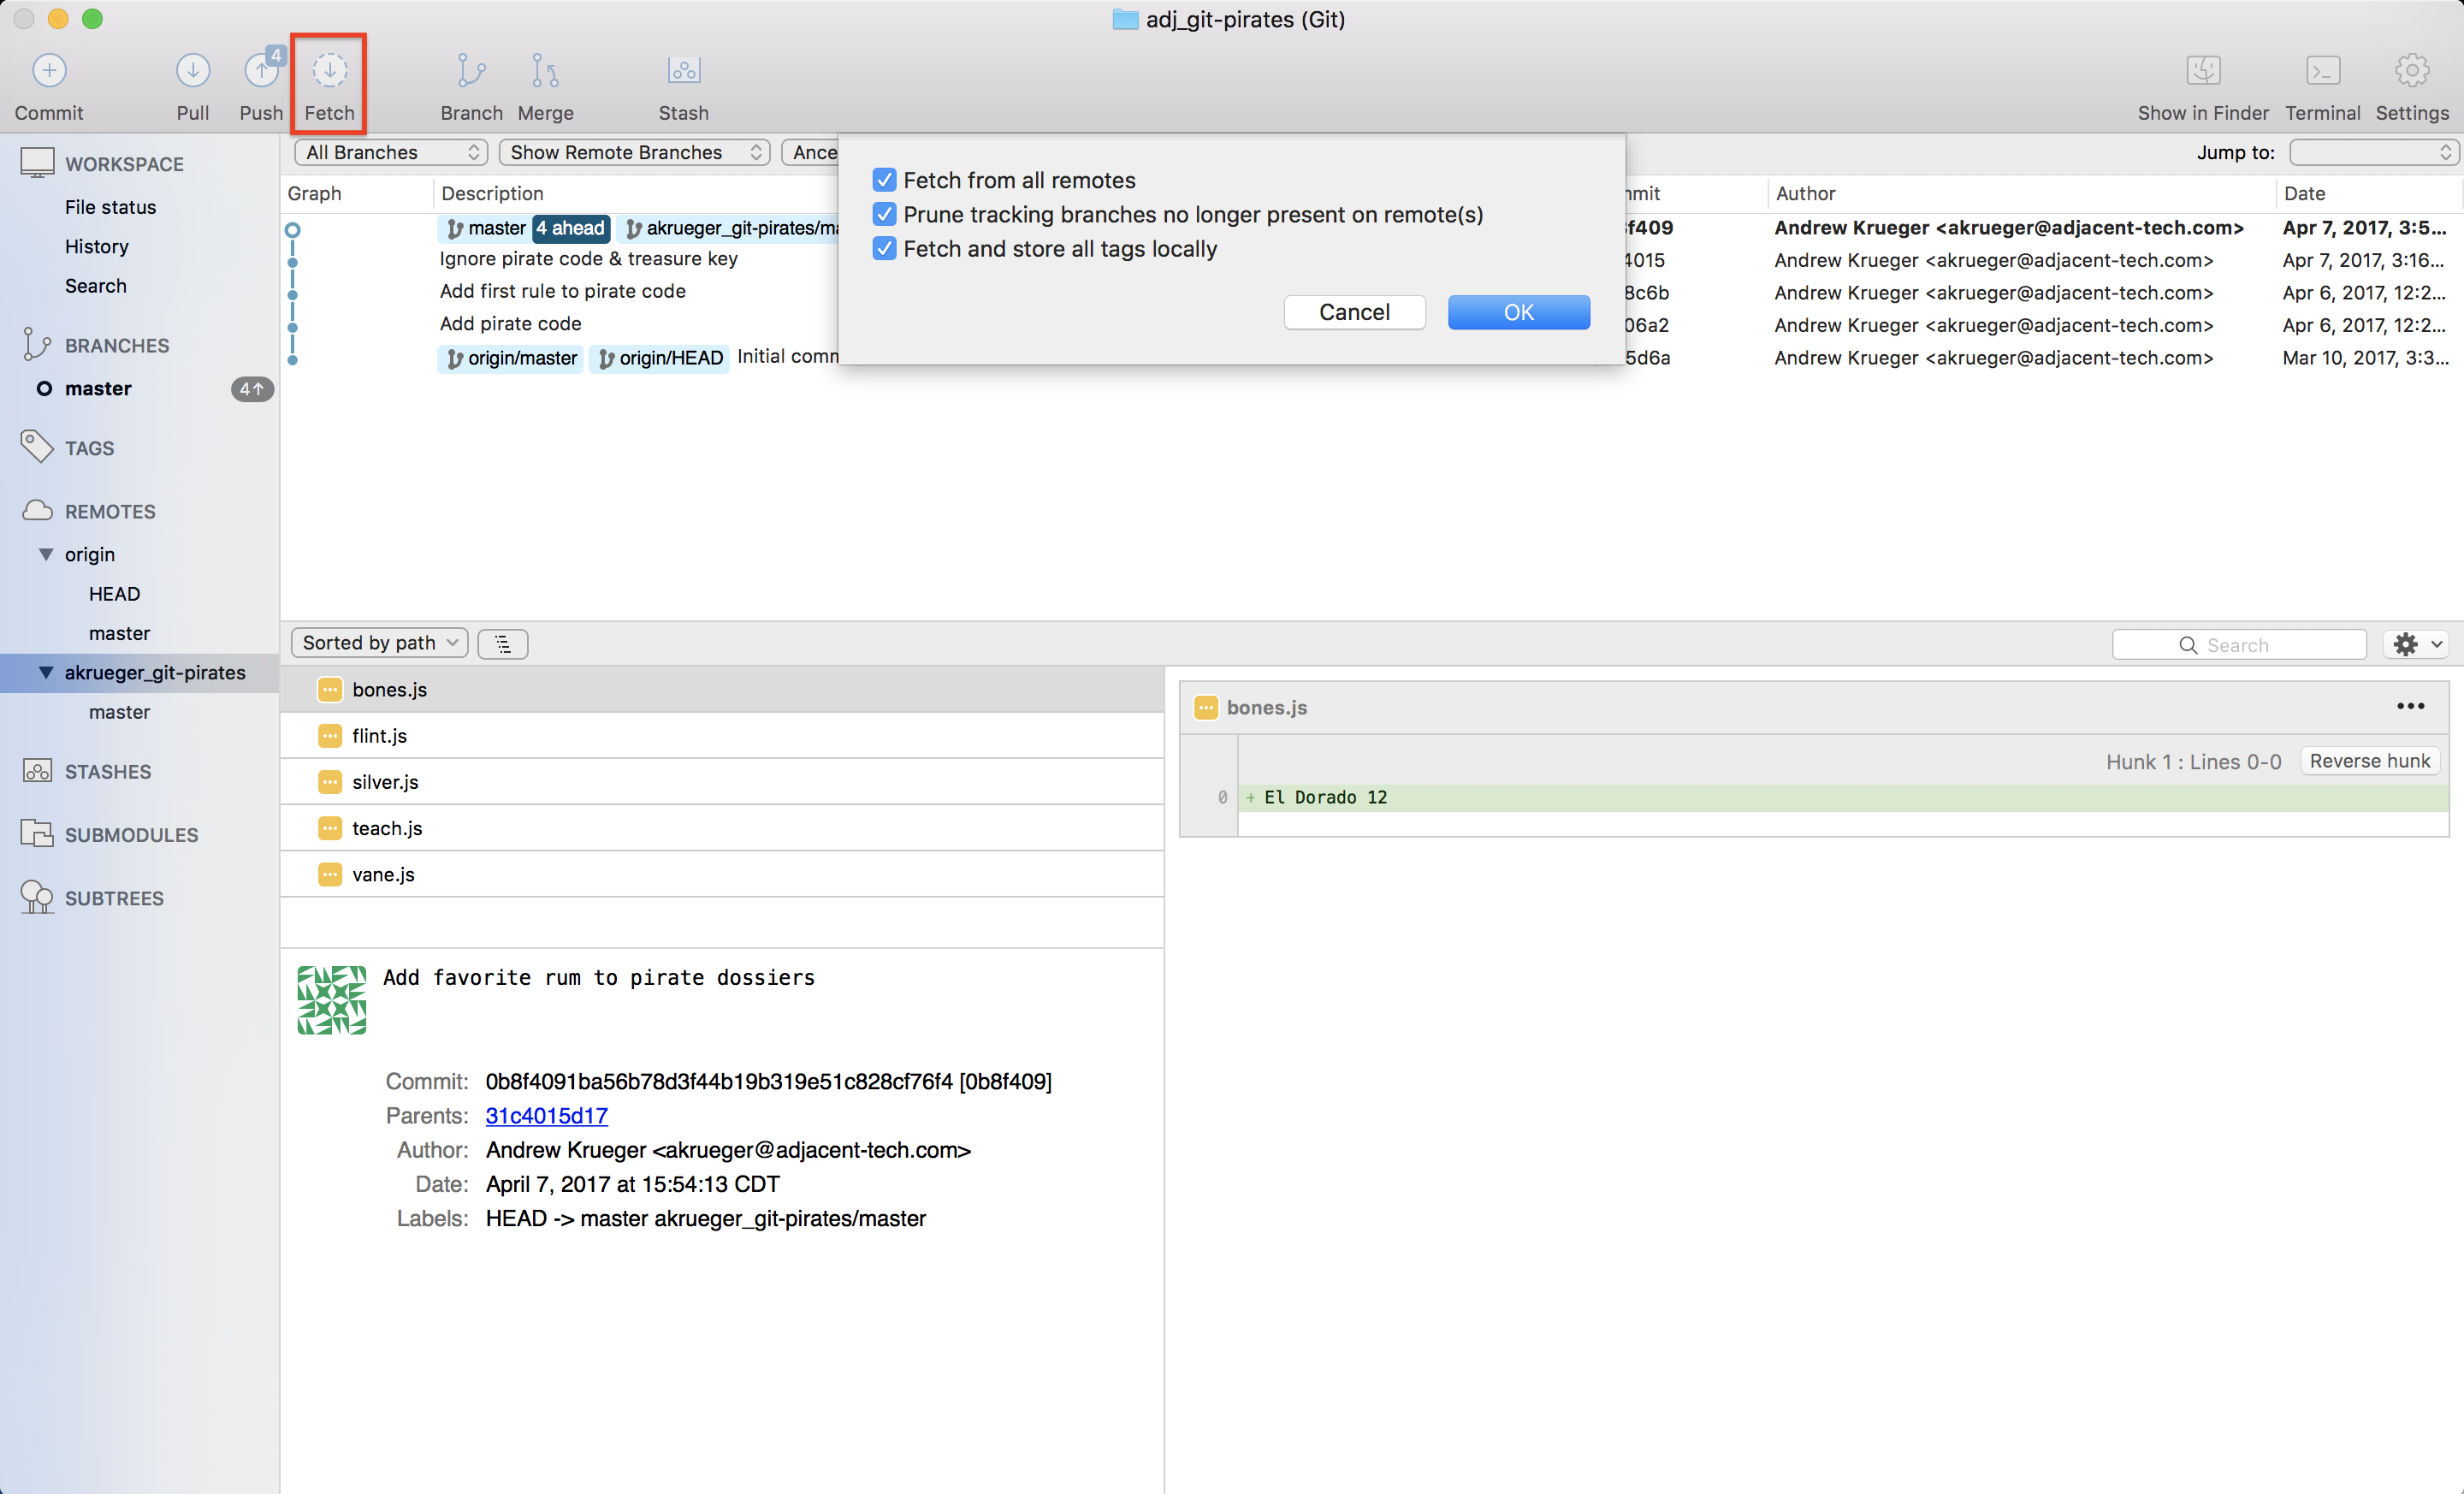 adj_git-pirates (Git)
Commit
Pull
4
Push
Fetch
Branch
Merge
Stash
Show in Finder
Terminal
Settings
WORKSPACE
File status
History
Search
BRANCHES
master 4↑
TAGS
REMOTES
origin
HEAD
master
akrueger_git-pirates
master
STASHES
SUBMODULES
SUBTREES
All Branches
Show Remote Branches
Ance
Jump to:
Fetch from all remotes
Prune tracking branches no longer present on remote(s)
Fetch and store all tags locally
Cancel
OK
Graph Description mmit Author Date
master 4 ahead akrueger_git-pirates/ma f409 Andrew Krueger <akrueger@adjacent-tech.com> Apr 7, 2017, 3:5...
Ignore pirate code & treasure key 4015 Andrew Krueger <akrueger@adjacent-tech.com> Apr 7, 2017, 3:16...
Add first rule to pirate code 8c6b Andrew Krueger <akrueger@adjacent-tech.com> Apr 6, 2017, 12:2...
Add pirate code 06a2 Andrew Krueger <akrueger@adjacent-tech.com> Apr 6, 2017, 12:2...
origin/master origin/HEAD Initial comm 5d6a Andrew Krueger <akrueger@adjacent-tech.com> Mar 10, 2017, 3:3...
Sorted by path
Search
bones.js
flint.js
silver.js
teach.js
vane.js
bones.js •••
Hunk 1 : Lines 0-0 Reverse hunk
0 + El Dorado 12
Add favorite rum to pirate dossiers
Commit: 0b8f4091ba56b78d3f44b19b319e51c828cf76f4 [0b8f409]
Parents: 31c4015d17
Author: Andrew Krueger <akrueger@adjacent-tech.com>
Date: April 7, 2017 at 15:54:13 CDT
Labels: HEAD -> master akrueger_git-pirates/master